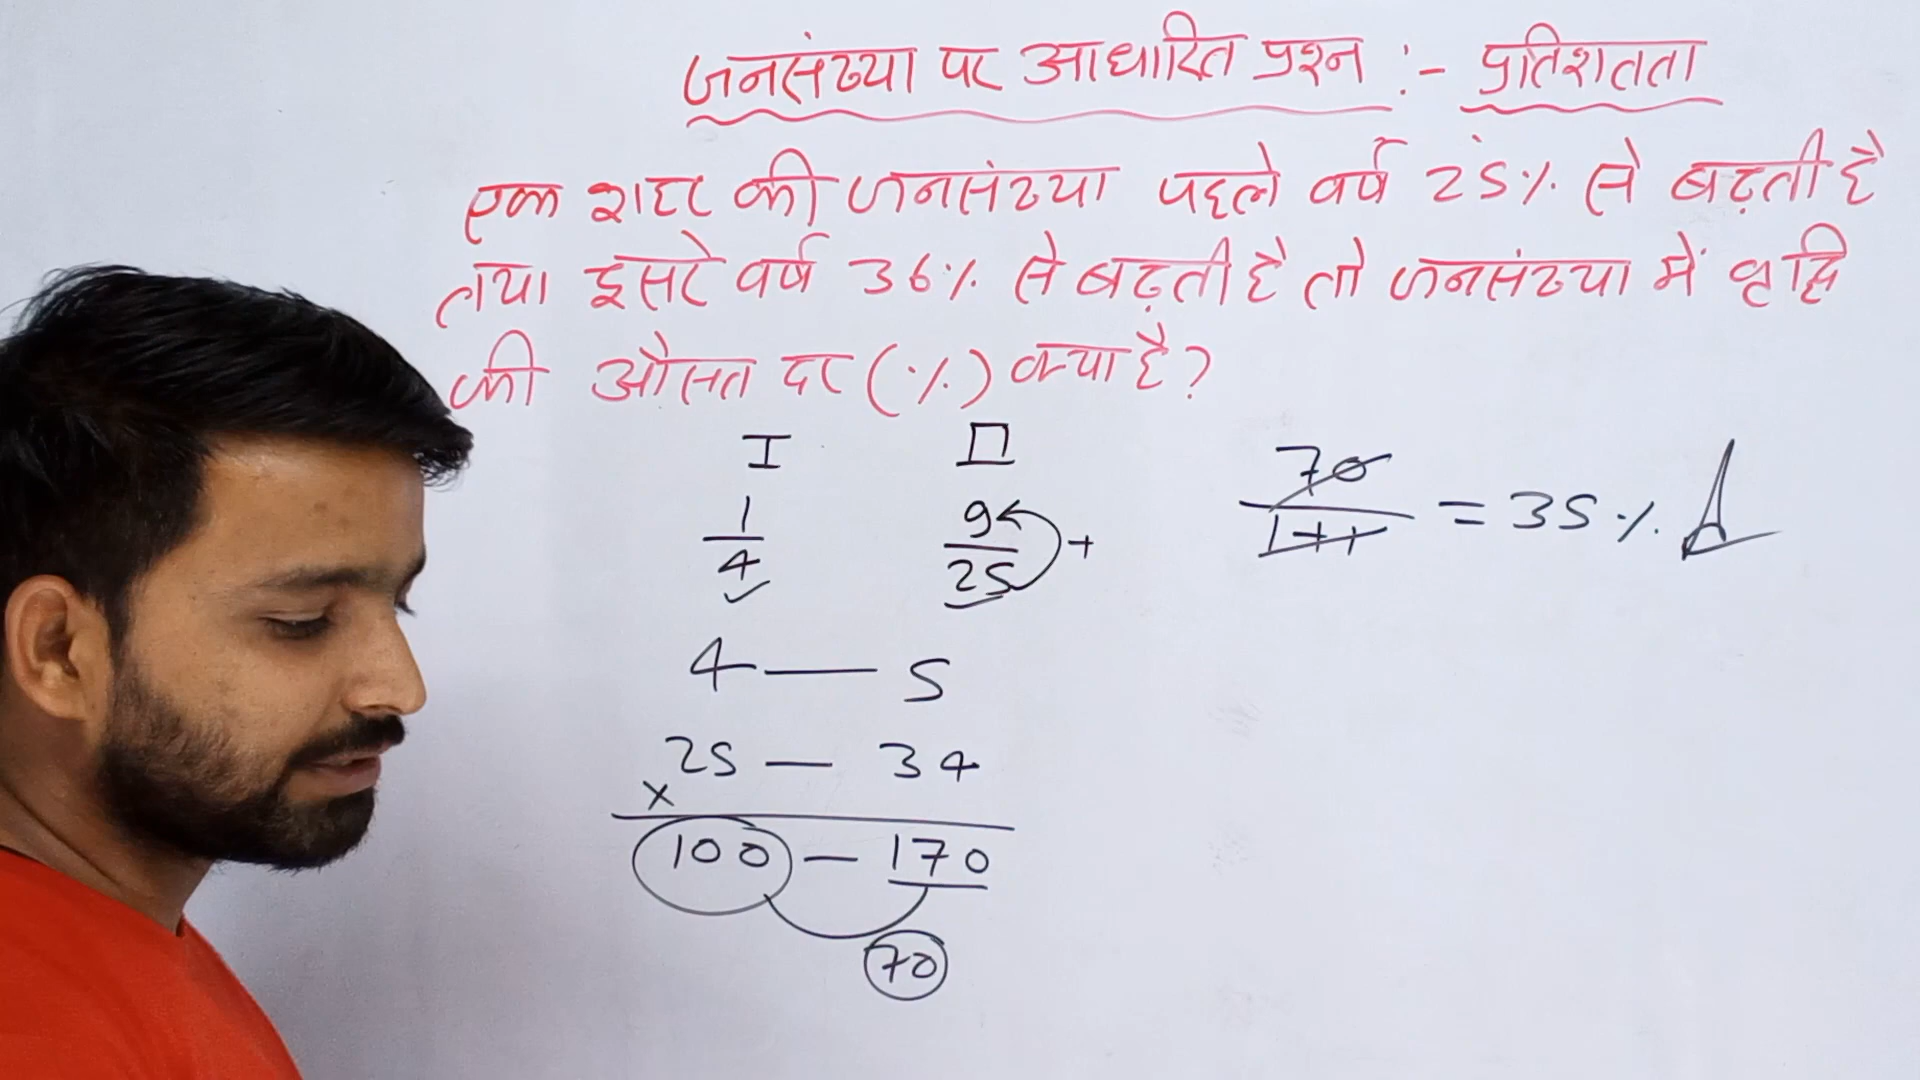 जनसंख्या पर आधारित प्रश्न :- प्रतिशतता
एक शहर की जनसंख्या पहले वर्ष 25% से बढ़ती है
तथा दूसरे वर्ष 36% से बढ़ती है तो जनसंख्या में वृद्धि
की औसत दर (%) क्या है?
I II
1/4 9/25 +
70/1+1 = 35%
4 — 5
25 — 34
×
100 — 170
70